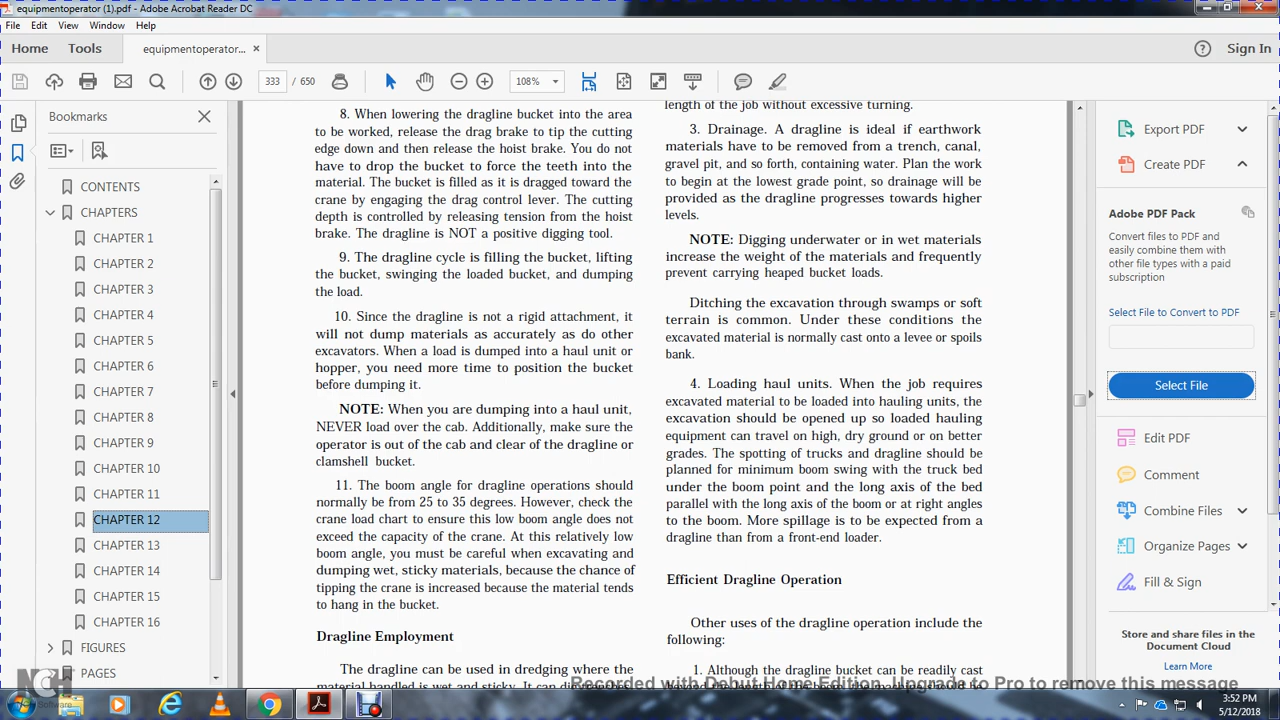 equipmentoperator (1).pdf - Adobe Acrobat Reader DC
File Edit View Window Help
Home Tools equipmentoperator... × Sign In
333 / 650 108%
Bookmarks
CONTENTS
CHAPTERS
CHAPTER 1
CHAPTER 2
CHAPTER 3
CHAPTER 4
CHAPTER 5
CHAPTER 6
CHAPTER 7
CHAPTER 8
CHAPTER 9
CHAPTER 10
CHAPTER 11
CHAPTER 12
CHAPTER 13
CHAPTER 14
CHAPTER 15
CHAPTER 16
FIGURES
PAGES
8. When lowering the dragline bucket into the area
to be worked, release the drag brake to tip the cutting
edge down and then release the hoist brake. You do not
have to drop the bucket to force the teeth into the
material. The bucket is filled as it is dragged toward the
crane by engaging the drag control lever. The cutting
depth is controlled by releasing tension from the hoist
brake. The dragline is NOT a positive digging tool.
9. The dragline cycle is filling the bucket, lifting
the bucket, swinging the loaded bucket, and dumping
the load.
10. Since the dragline is not a rigid attachment, it
will not dump materials as accurately as do other
excavators. When a load is dumped into a haul unit or
hopper, you need more time to position the bucket
before dumping it.
NOTE: When you are dumping into a haul unit,
NEVER load over the cab. Additionally, make sure the
operator is out of the cab and clear of the dragline or
clamshell bucket.
11. The boom angle for dragline operations should
normally be from 25 to 35 degrees. However, check the
crane load chart to ensure this low boom angle does not
exceed the capacity of the crane. At this relatively low
boom angle, you must be careful when excavating and
dumping wet, sticky materials, because the chance of
tipping the crane is increased because the material tends
to hang in the bucket.
Dragline Employment
The dragline can be used in dredging where the
material handled is wet and sticky. It can
length of the job without excessive turning.
3. Drainage. A dragline is ideal if earthwork
materials have to be removed from a trench, canal,
gravel pit, and so forth, containing water. Plan the work
to begin at the lowest grade point, so drainage will be
provided as the dragline progresses towards higher
levels.
NOTE: Digging underwater or in wet materials
increase the weight of the materials and frequently
prevent carrying heaped bucket loads.
Ditching the excavation through swamps or soft
terrain is common. Under these conditions the
excavated material is normally cast onto a levee or spoils
bank.
4. Loading haul units. When the job requires
excavated material to be loaded into hauling units, the
excavation should be opened up so loaded hauling
equipment can travel on high, dry ground or on better
grades. The spotting of trucks and dragline should be
planned for minimum boom swing with the truck bed
under the boom point and the long axis of the bed
parallel with the long axis of the boom or at right angles
to the boom. More spillage is to be expected from a
dragline than from a front-end loader.
Efficient Dragline Operation
Other uses of the dragline operation include the
following:
1. Although the dragline bucket can be readily cast
Export PDF
Create PDF
Adobe PDF Pack
Convert files to PDF and
easily combine them with
other file types with a paid
subscription
Select File to Convert to PDF
Select File
Edit PDF
Comment
Combine Files
Organize Pages
Fill & Sign
Store and share files in the
Document Cloud
Learn More
Recorded with Debut Home Edition. Upgrade to Pro to remove this message
NCH
Software
3:52 PM
5/12/2018